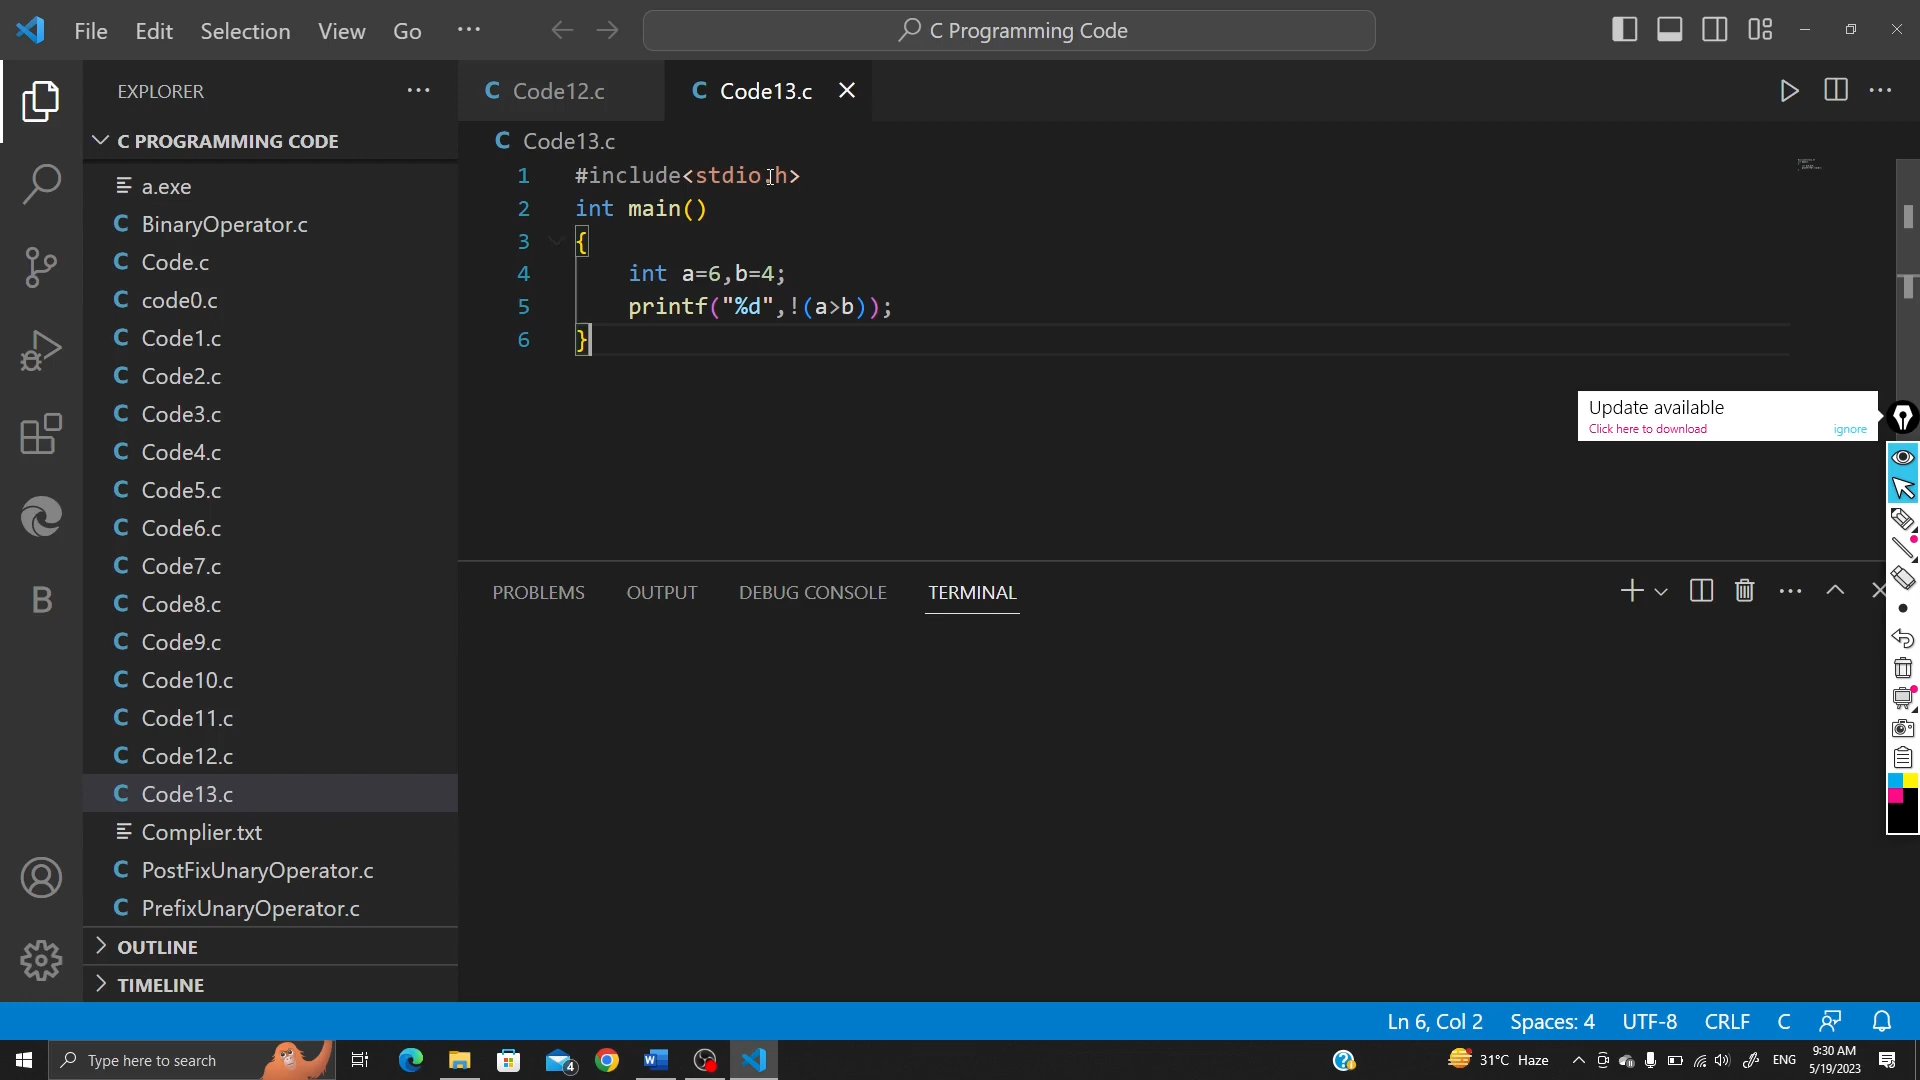 File Edit Selection View Go ···
C Programming Code
EXPLORER
C PROGRAMMING CODE
a.exe
C BinaryOperator.c
C Code.c
C code0.c
C Code1.c
C Code2.c
C Code3.c
C Code4.c
C Code5.c
C Code6.c
C Code7.c
C Code8.c
C Code9.c
C Code10.c
C Code11.c
C Code12.c
C Code13.c
Complier.txt
C PostFixUnaryOperator.c
C PrefixUnaryOperator.c
OUTLINE
TIMELINE
B
C Code12.c
C Code13.c
C Code13.c
1 #include<stdio.h>
2 int main()
3 {
4 int a=6,b=4;
5 printf("%d",!(a>b));
6 }
Update available
Click here to download ignore
PROBLEMS OUTPUT DEBUG CONSOLE TERMINAL
Ln 6, Col 2 Spaces: 4 UTF-8 CRLF C
Type here to search
4
31°C Haze
ENG
9:30 AM
5/19/2023